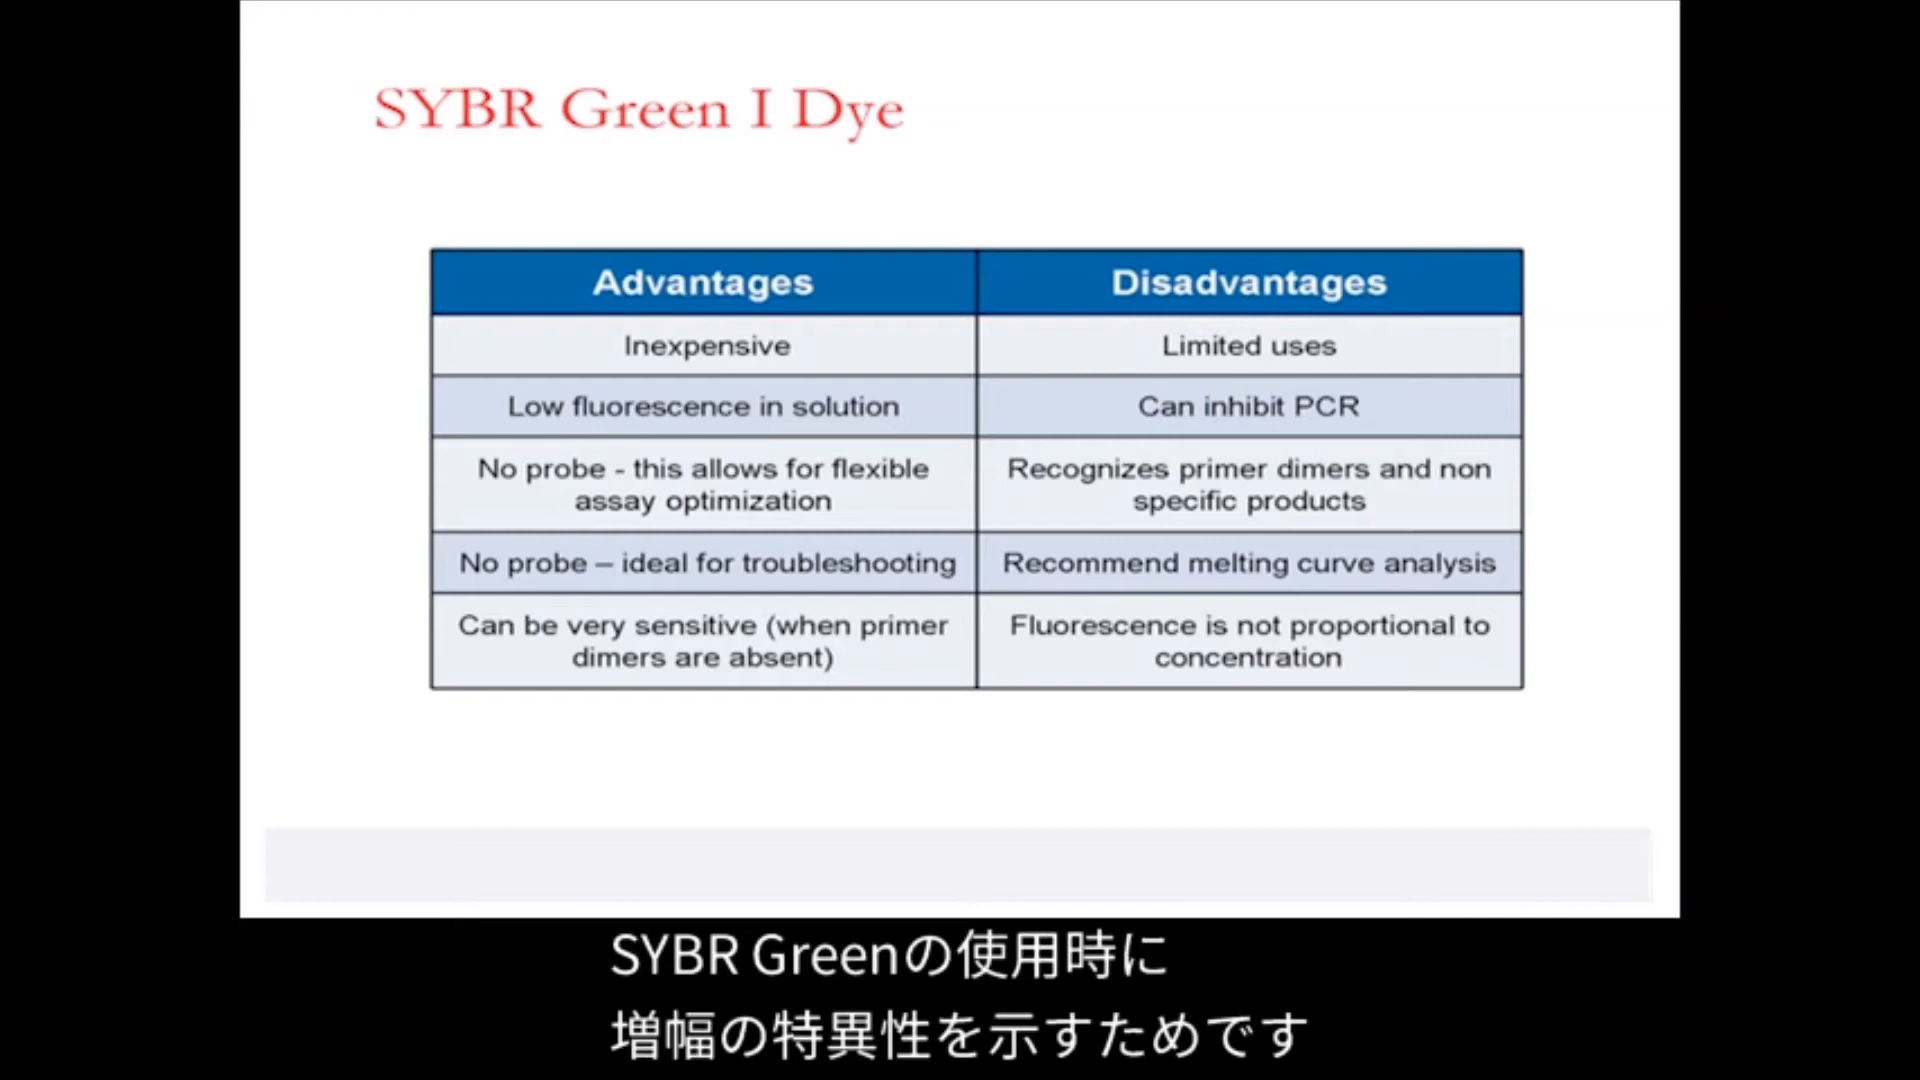 SYBR Green I Dye
Advantages
Disadvantages
Inexpensive
Limited uses
Low fluorescence in solution
Can inhibit PCR
No probe - this allows for flexible
assay optimization
Recognizes primer dimers and non
specific products
No probe – ideal for troubleshooting
Recommend melting curve analysis
Can be very sensitive (when primer
dimers are absent)
Fluorescence is not proportional to
concentration
SYBR Greenの使用時に
増幅の特異性を示すためです